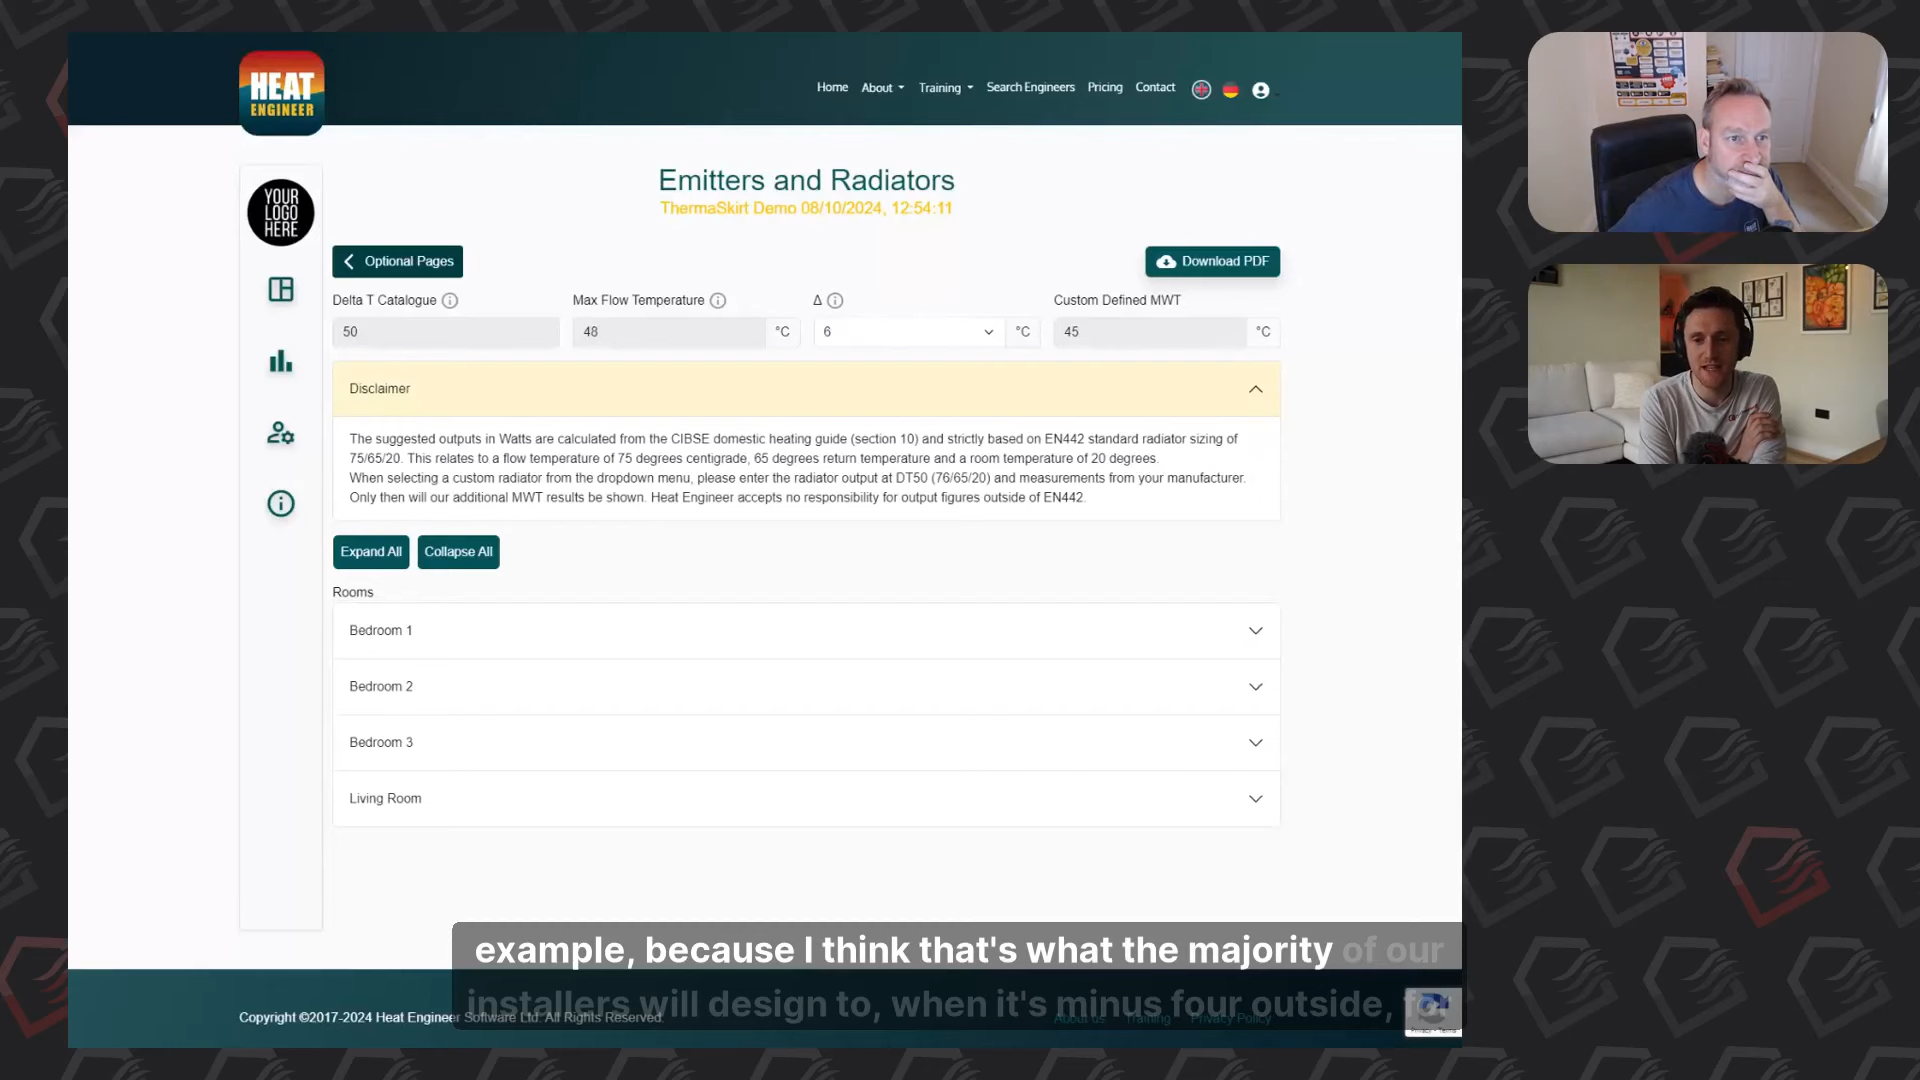 HEAT
ENGINEER
Home
About
Training
Search Engineers
Pricing
Contact
YOUR
LOGO
HERE
Emitters and Radiators
ThermaSkirt Demo 08/10/2024, 12:54:11
Optional Pages
Download PDF
Delta T Catalogue
Max Flow Temperature
Δ
Custom Defined MWT
50
48
°C
6
°C
45
°C
Disclaimer
The suggested outputs in Watts are calculated from the CIBSE domestic heating guide (section 10) and strictly based on EN442 standard radiator sizing of
75/65/20. This relates to a flow temperature of 75 degrees centigrade, 65 degrees return temperature and a room temperature of 20 degrees.
When selecting a custom radiator from the dropdown menu, please enter the radiator output at DT50 (76/65/20) and measurements from your manufacturer.
Only then will our additional MWT results be shown. Heat Engineer accepts no responsibility for output figures outside of EN442.
Expand All
Collapse All
Rooms
Bedroom 1
Bedroom 2
Bedroom 3
Living Room
example, because I think that's what the majority of our
installers will design to, when it's minus four outside, for
Copyright ©2017-2024 Heat Engineer Software Ltd. All Rights Reserved.
About us
Training
Privacy Policy